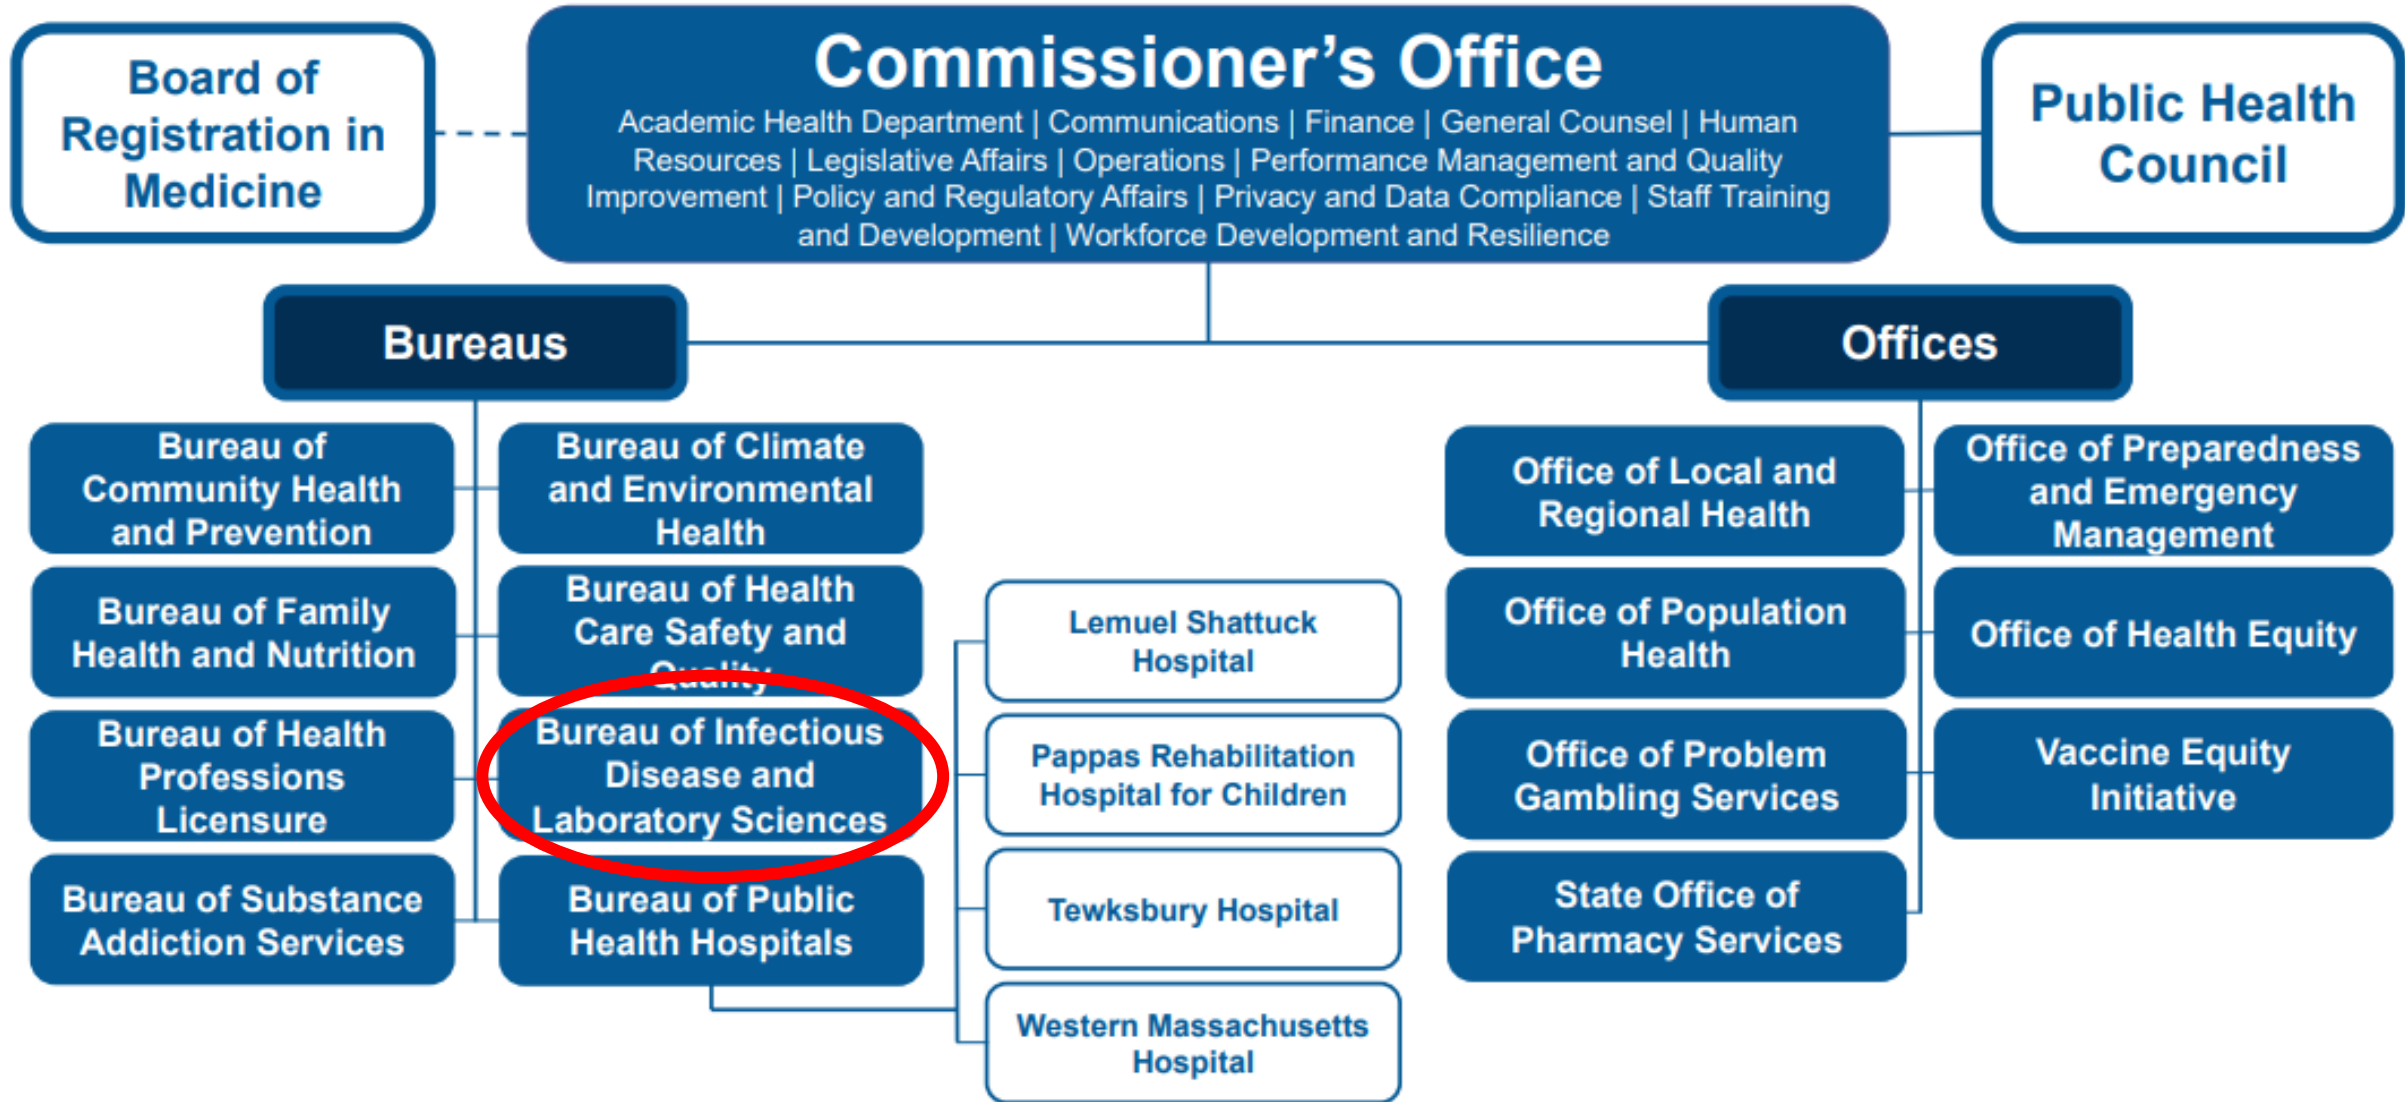 Board of
Registration in
Medicine
Commissioner’s Office
Academic Health Department | Communications | Finance | General Counsel | Human
Resources | Legislative Affairs | Operations | Performance Management and Quality
Improvement | Policy and Regulatory Affairs | Privacy and Data Compliance | Staff Training
and Development | Workforce Development and Resilience
Public Health
Council
Bureaus
Bureau of
Community Health
and Prevention
Bureau of Climate
and Environmental
Health
Bureau of Family
Health and Nutrition
Bureau of Health
Care Safety and
Quality
Bureau of Health
Professions
Licensure
Bureau of Infectious
Disease and
Laboratory Sciences
Bureau of Substance
Addiction Services
Bureau of Public
Health Hospitals
Lemuel Shattuck
Hospital
Pappas Rehabilitation
Hospital for Children
Tewksbury Hospital
Western Massachusetts
Hospital
Offices
Office of Local and
Regional Health
Office of Preparedness
and Emergency
Management
Office of Population
Health
Office of Health Equity
Office of Problem
Gambling Services
Vaccine Equity
Initiative
State Office of
Pharmacy Services